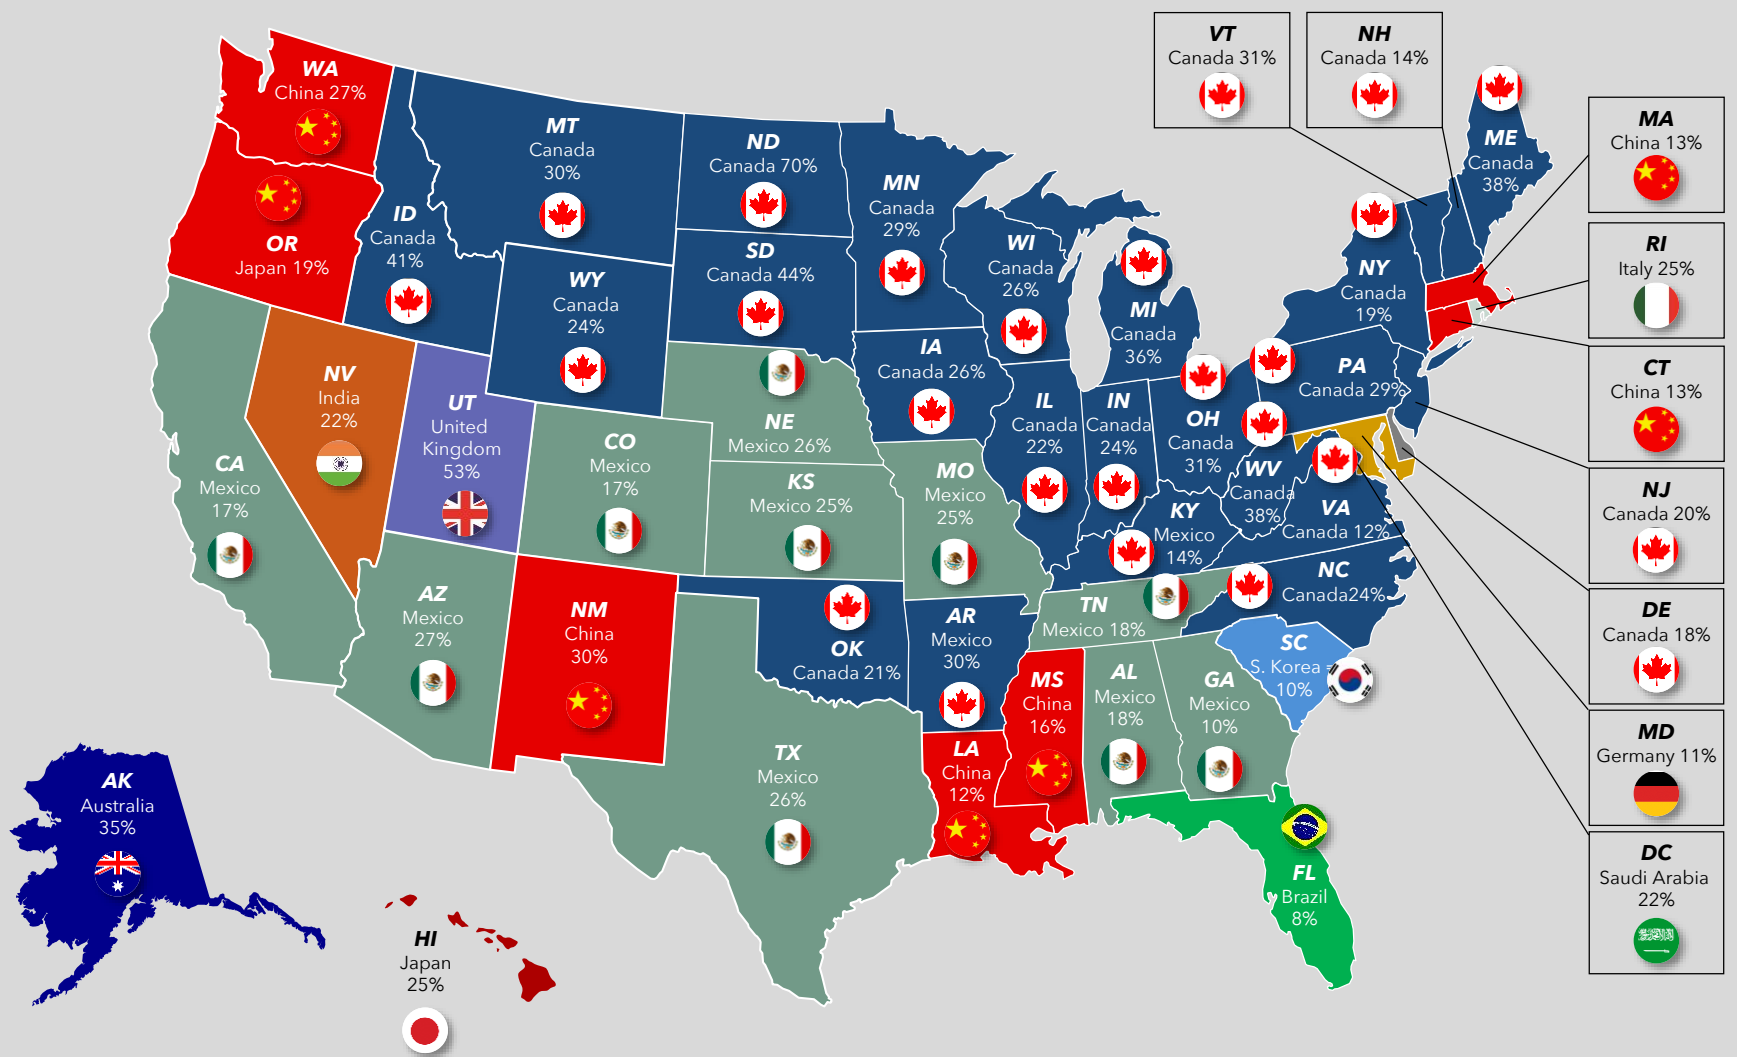 VT
Canada 31%
NH
Canada 14%
WA
China 27%
MT
Canada
30%
ND
Canada 70%
MN
Canada
29%
ME
Canada
38%
MA
China 13%
OR
Japan 19%
ID
Canada
41%
WY
Canada
24%
SD
Canada 44%
WI
Canada
26%
MI
Canada
36%
NY
Canada
19%
RI
Italy 25%
NV
India
22%
UT
United
Kingdom
53%
NE
Mexico 26%
IA
Canada 26%
IL
Canada
22%
IN
Canada
24%
OH
Canada
31%
PA
Canada 29%
CT
China 13%
CA
Mexico
17%
CO
Mexico
17%
KS
Mexico 25%
MO
Mexico
25%
KY
Mexico
14%
WV
Canada
38%
VA
Canada 12%
NJ
Canada 20%
AZ
Mexico
27%
NM
China
30%
OK
Canada 21%
AR
Mexico
30%
TN
Mexico 18%
NC
Canada24%
DE
Canada 18%
TX
Mexico
26%
LA
China
12%
MS
China
16%
AL
Mexico
18%
GA
Mexico
10%
SC
S. Korea
10%
MD
Germany 11%
AK
Australia
35%
HI
Japan
25%
FL
Brazil
8%
DC
Saudi Arabia
22%